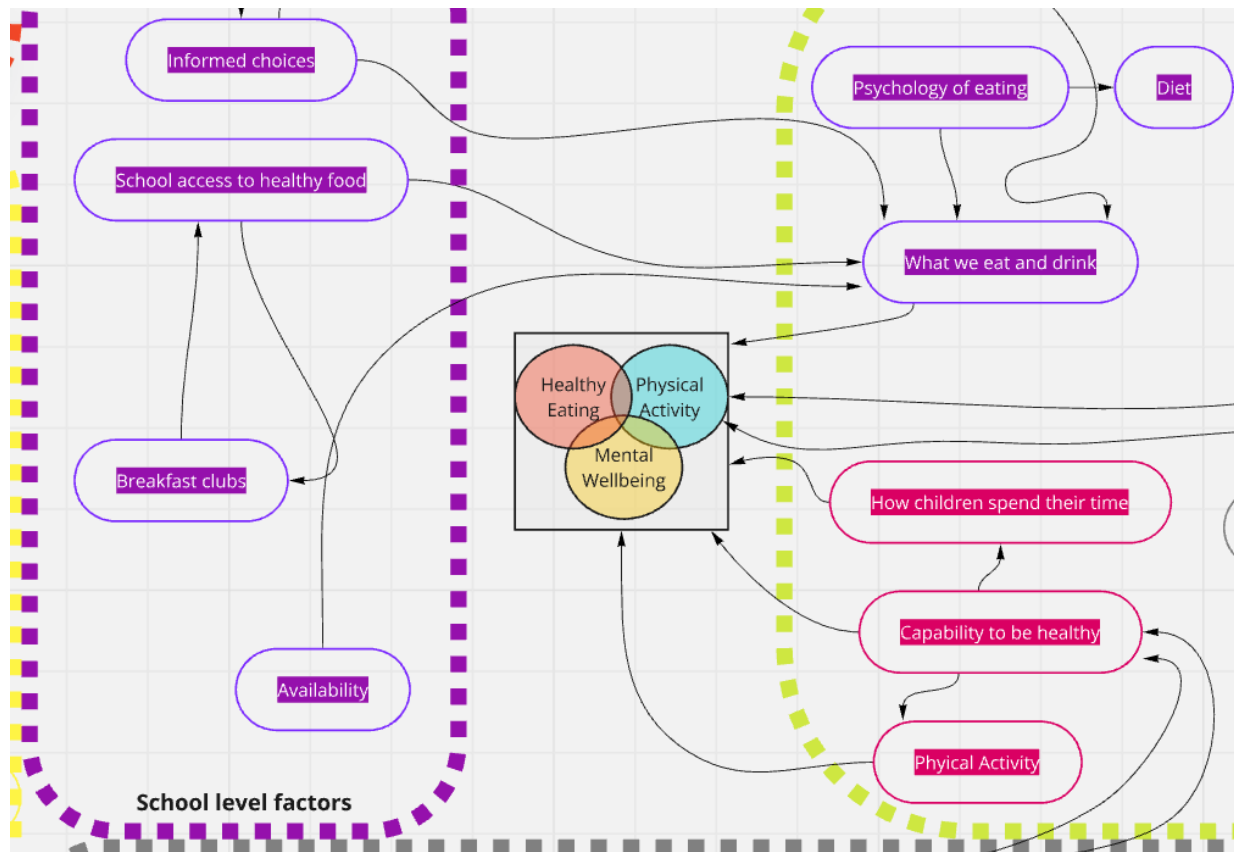 Informed choices
School access to healthy food
Breakfast clubs
Availability
School level factors
Healthy
Eating
Physical
Activity
Mental
Wellbeing
Psychology of eating
Diet
What we eat and drink
How children spend their time
Capability to be healthy
Phyical Activity